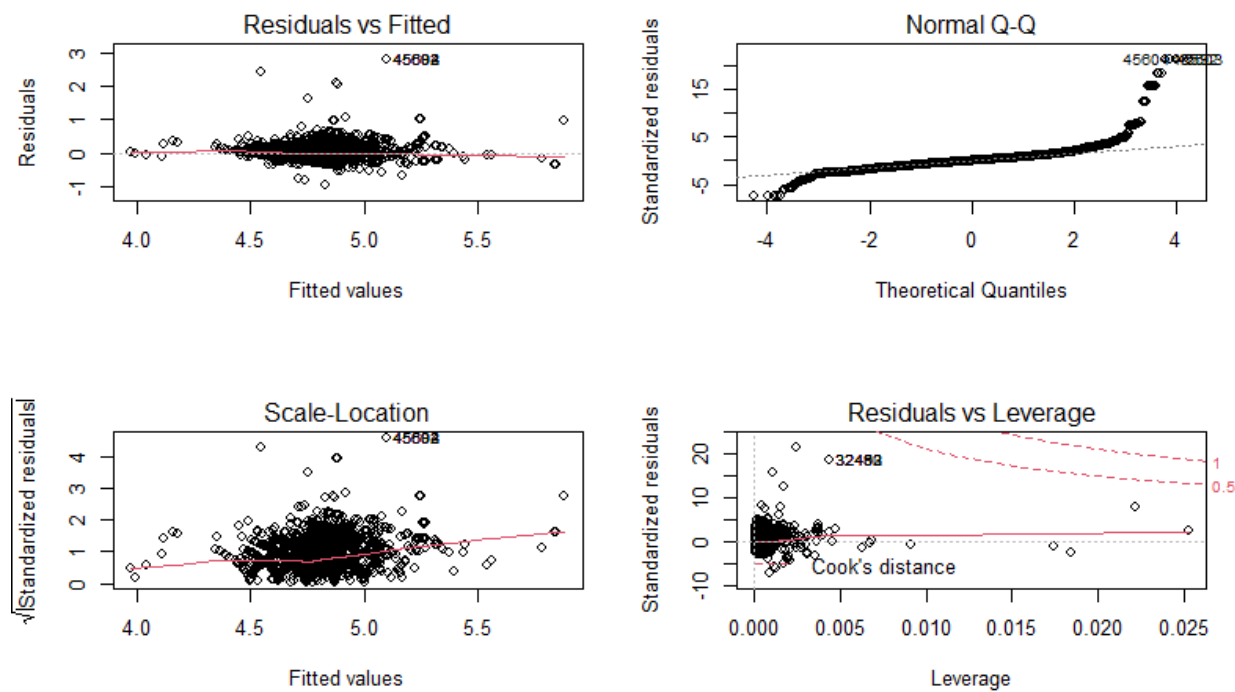 Residuals vs Fitted
Residuals
3
2
1
0
-1
4.0 4.5 5.0 5.5
Fitted values
Normal Q-Q
Standardized residuals
15
5
-5
-4 -2 0 2 4
Theoretical Quantiles
Scale-Location
√|Standardized residuals|
4
3
2
1
0
4.0 4.5 5.0 5.5
Fitted values
Residuals vs Leverage
Standardized residuals
20
10
0
-10
1
0.5
Cook's distance
0.000 0.005 0.010 0.015 0.020 0.025
Leverage